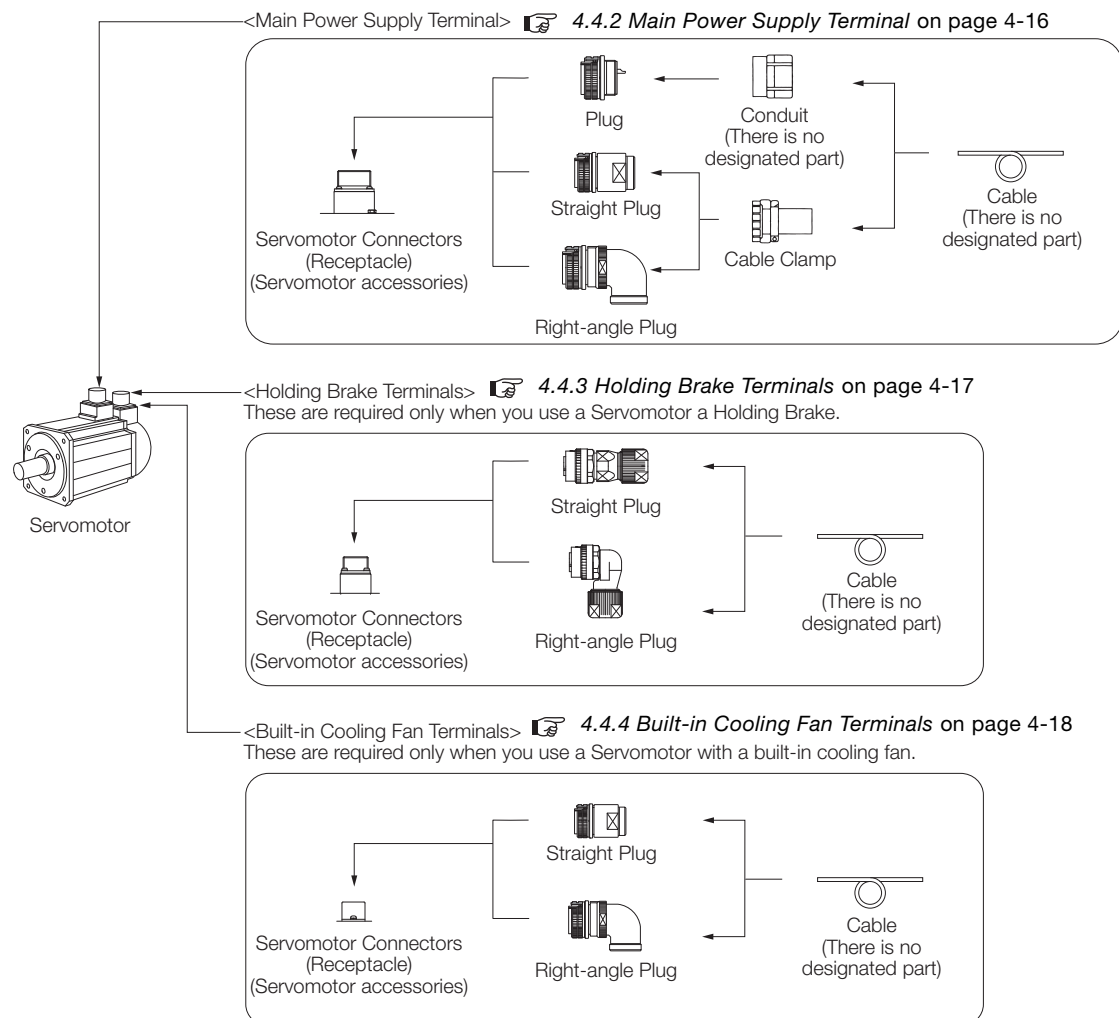 <Main Power Supply Terminal> 4.4.2 Main Power Supply Terminal on page 4-16
Plug
Conduit
(There is no
designated part)
Straight Plug
Cable
(There is no
designated part)
Servomotor Connectors
(Receptacle)
(Servomotor accessories)
Cable Clamp
Right-angle Plug
<Holding Brake Terminals> 4.4.3 Holding Brake Terminals on page 4-17
These are required only when you use a Servomotor a Holding Brake.
Servomotor
Straight Plug
Cable
(There is no
designated part)
Servomotor Connectors
(Receptacle)
(Servomotor accessories)
Right-angle Plug
<Built-in Cooling Fan Terminals> 4.4.4 Built-in Cooling Fan Terminals on page 4-18
These are required only when you use a Servomotor with a built-in cooling fan.
Straight Plug
Cable
(There is no
designated part)
Servomotor Connectors
(Receptacle)
(Servomotor accessories)
Right-angle Plug